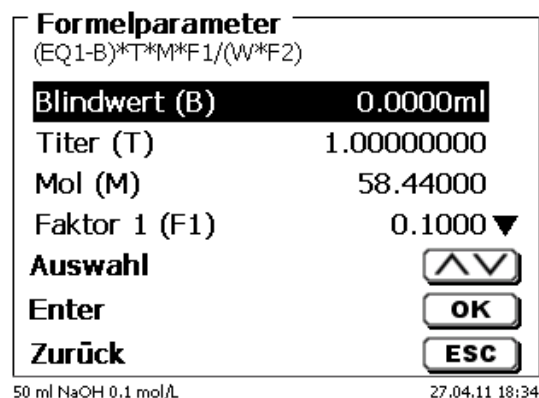 Formelparameter
(EQ1-B)*T*M*F1/(W*F2)
Blindwert (B) 0.0000ml
Titer (T) 1.00000000
Mol (M) 58.44000
Faktor 1 (F1) 0.1000
Auswahl
Enter OK
Zurück ESC
50 ml NaOH 0.1 mol/L 27.04.11 18:34